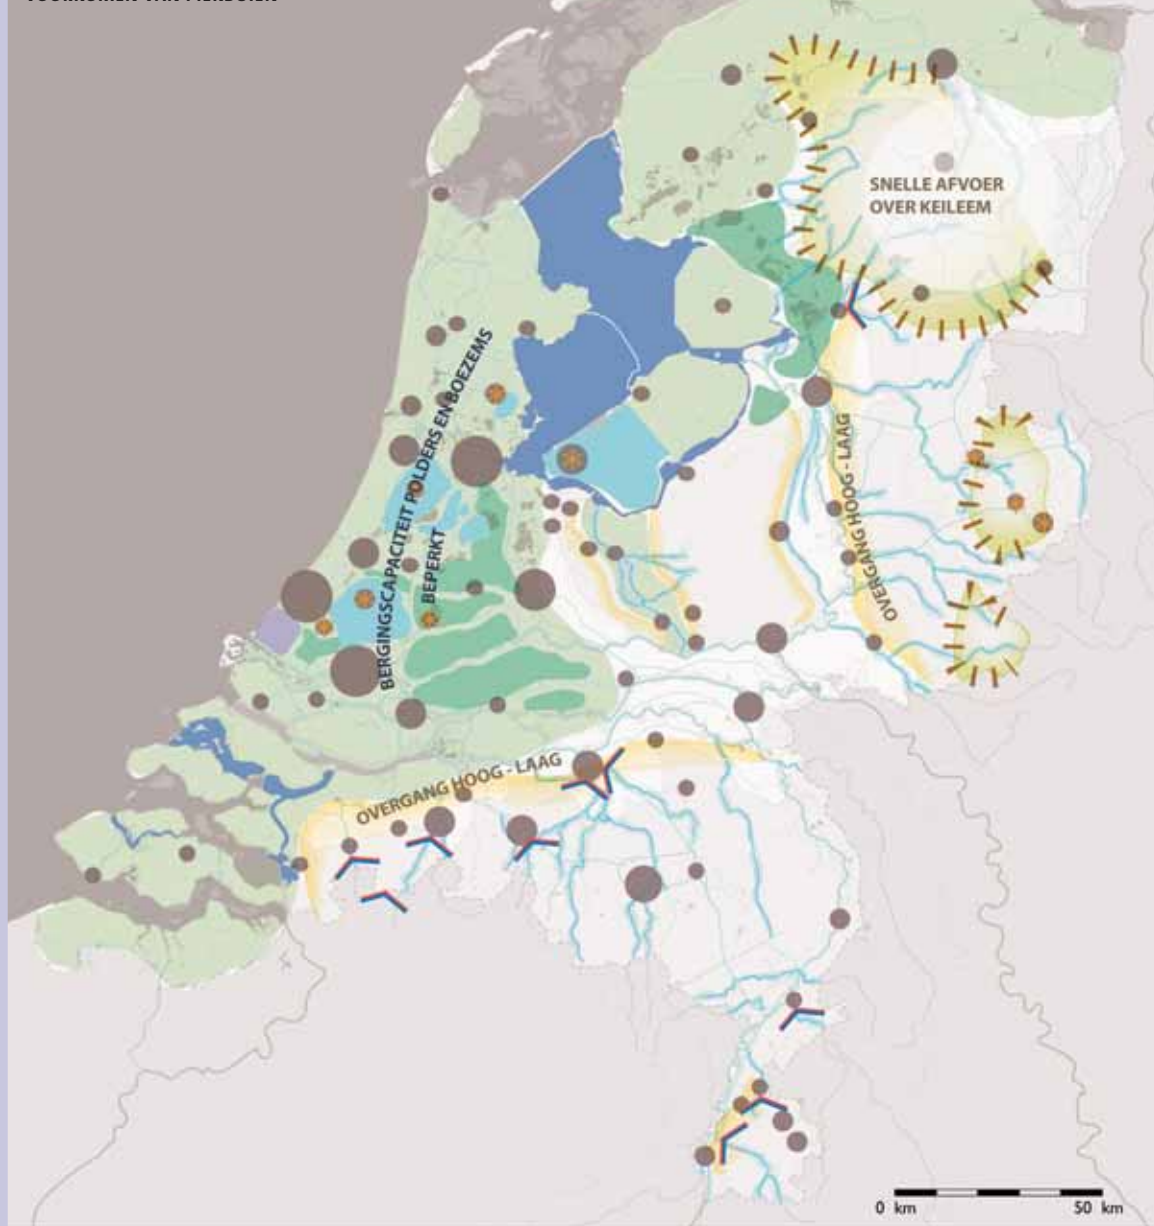 SNELLE AFVOER
OVER KEILEEM
BERGINGSCAPACITEIT POLDERS EN BOEZEMS
BEPERKT
OVERGANG HOOG - LAAG
OVERGANG HOOG - LAAG
0 km 50 km